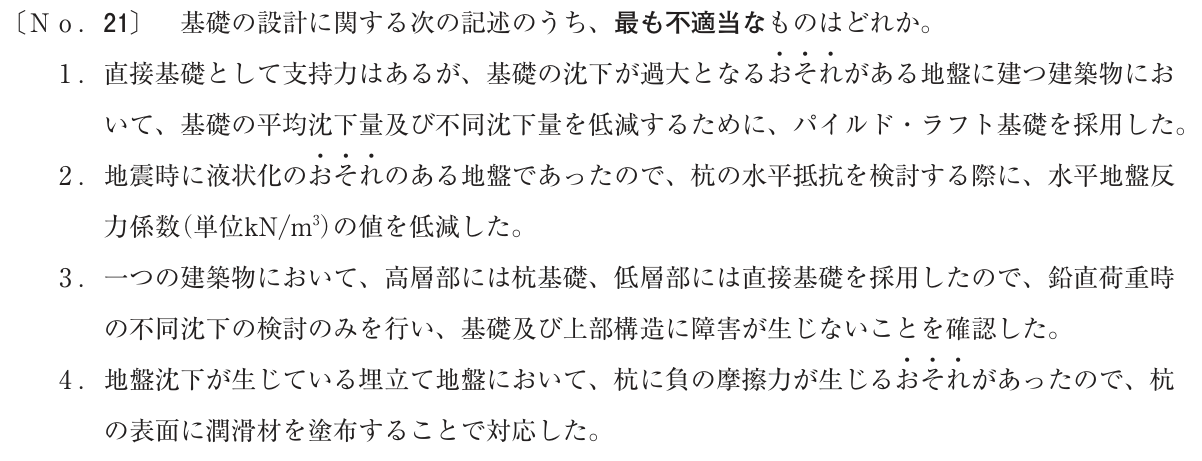 〔Ｎｏ．21〕　基礎の設計に関する次の記述のうち、最も不適当なものはどれか。
１．直接基礎として支持力はあるが、基礎の沈下が過大となるおそれがある地盤に建つ建築物にお
いて、基礎の平均沈下量及び不同沈下量を低減するために、パイルド・ラフト基礎を採用した。
２．地震時に液状化のおそれのある地盤であったので、杭の水平抵抗を検討する際に、水平地盤反
力係数(単位kN/m³)の値を低減した。
３．一つの建築物において、高層部には杭基礎、低層部には直接基礎を採用したので、鉛直荷重時
の不同沈下の検討のみを行い、基礎及び上部構造に障害が生じないことを確認した。
４．地盤沈下が生じている埋立て地盤において、杭に負の摩擦力が生じるおそれがあったので、杭
の表面に潤滑材を塗布することで対応した。